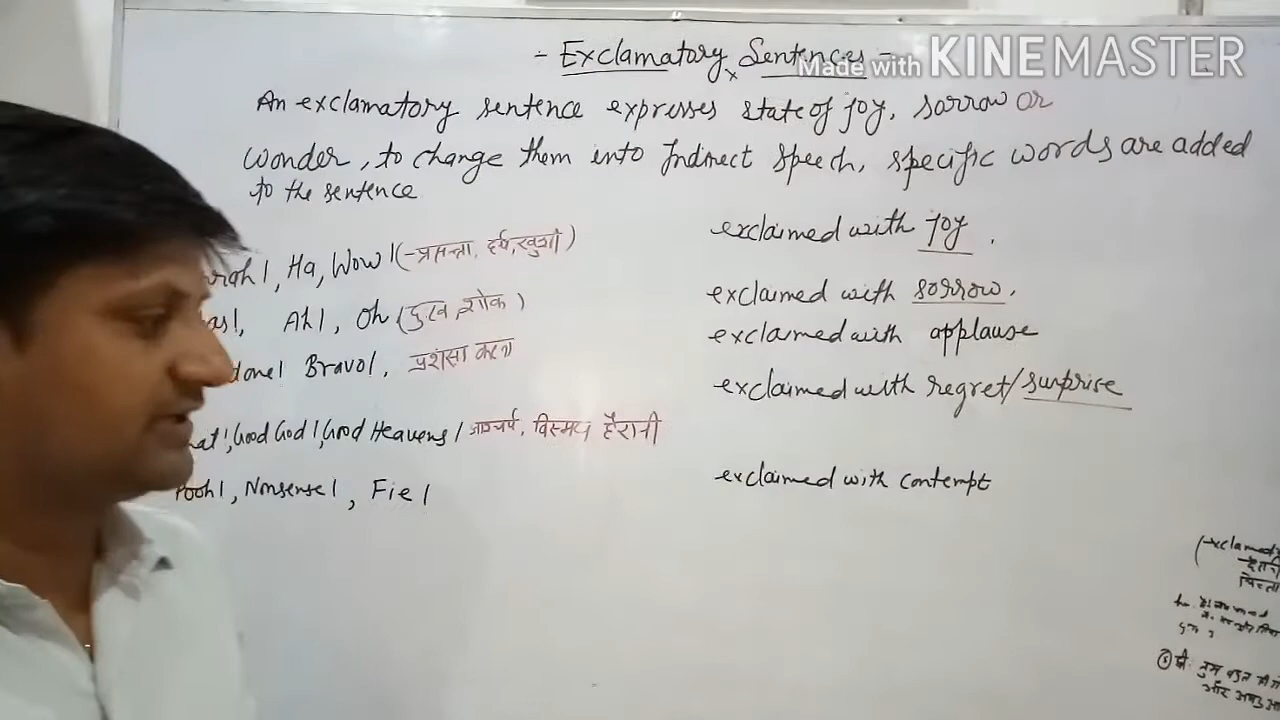 - Exclamatory Sentences -
Made with KINEMASTER
An exclamatory sentence expresses state of joy, sorrow or
wonder, to change them into Indirect speech, specific words are added
to the sentence
Ha, Wow! (- प्रसन्नता, हर्ष, खुशी) exclaimed with joy.
Ah!, Oh (दुःख, शोक) exclaimed with sorrow.
done! Bravo!, प्रशंसा करना exclaimed with applause
exclaimed with regret/surprise
Good God!, Good Heavens! आश्चर्य, विस्मय हैरानी
Pooh!, Nonsense!, Fie! exclaimed with contempt